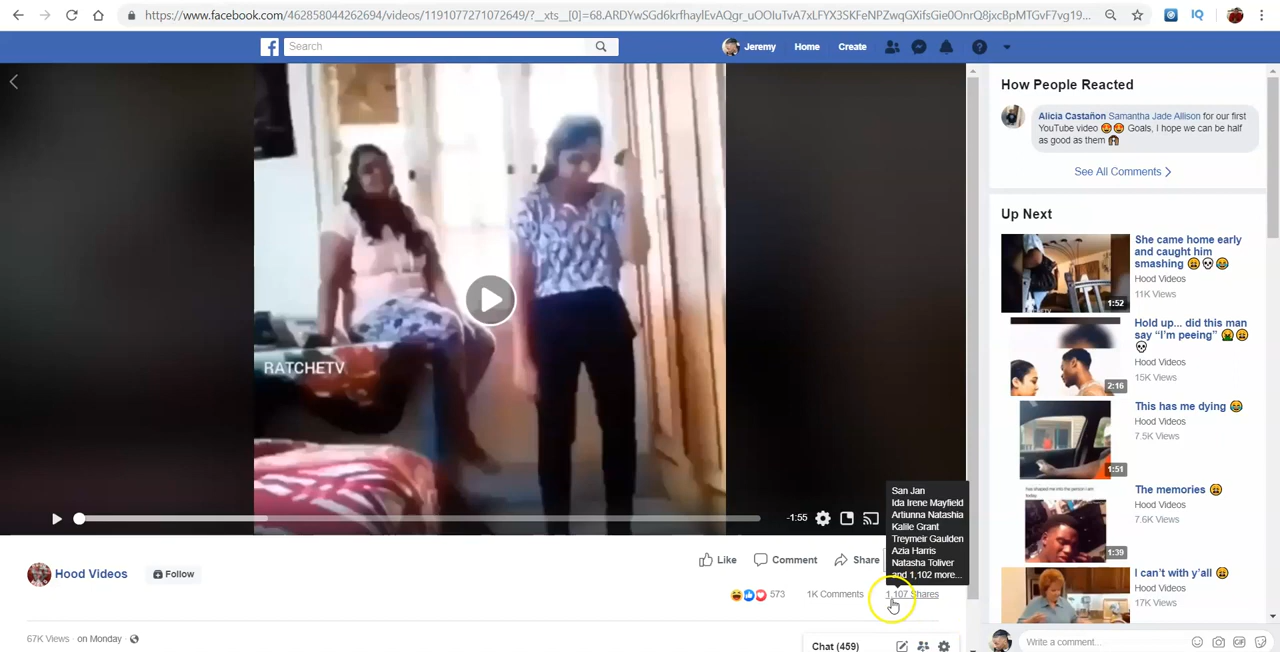 https://www.facebook.com/462858044262694/videos/1191077271072649/?__xts__[0]=68.ARDYwSGd6krfhaylEvAQgr_uOOIuTvA7xLFYX3SKFeNPZwqGXifsGie0OnrQ8jxcBpMTGvF7vg19...
IQ
Search
Jeremy Home Create
RATCHETV
-1:55
San Jan
Ida Irene Mayfield
Artiunna Natashia
Kalile Grant
Treymeir Gaulden
Azia Harris
Natasha Toliver
and 1,102 more...
Hood Videos
Follow
Like Comment Share
573 1K Comments 1,107 Shares
67K Views · on Monday
Chat (459)
How People Reacted
Alicia Castañon Samantha Jade Allison for our first
YouTube video Goals, I hope we can be half
as good as them
See All Comments
Up Next
She came home early
and caught him
smashing
Hood Videos
11K Views
1:52
Hold up... did this man
say “I’m peeing”
Hood Videos
15K Views
2:16
This has me dying
Hood Videos
7.5K Views
1:51
The memories
Hood Videos
7.6K Views
1:39
I can’t with y’all
Hood Videos
17K Views
Write a comment...
GIF